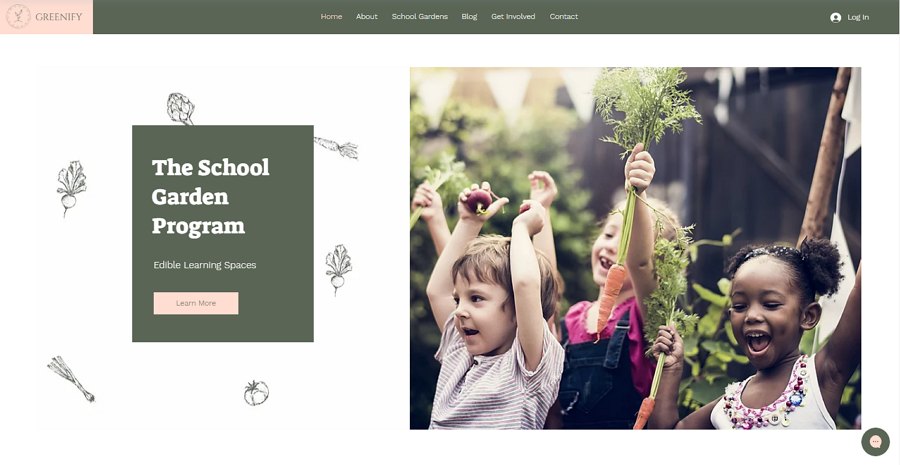 GREENIFY
Home About School Gardens Blog Get Involved Contact
Log In
The School
Garden
Program
Edible Learning Spaces
Learn More